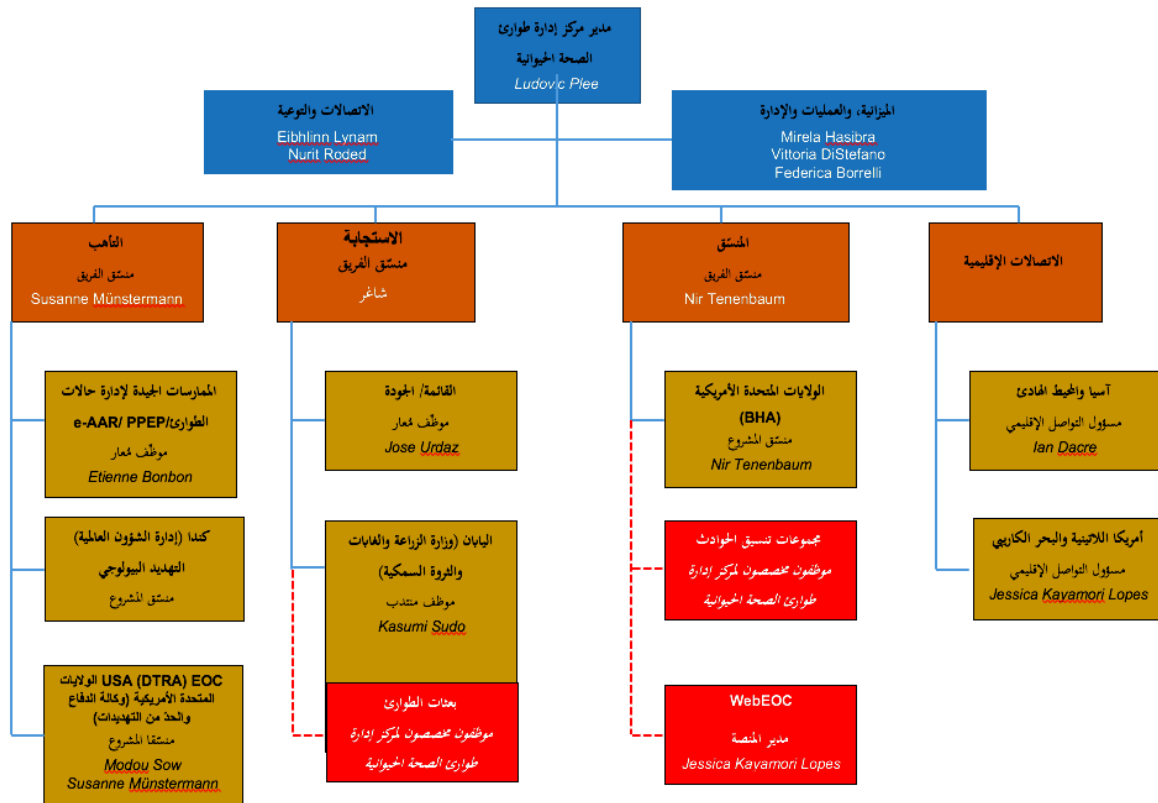 مدير مركز إدارة طوارئ
الصحة الحيوانية
Ludovic Plee
الاتصالات والتوعية
Eibhlinn Lynam
Nurit Roded
الميزانية، والعمليات والإدارة
Mirela Hasibra
Vittoria DiStefano
Federica Borrelli
التأهب
منسّق الفريق
Susanne Münstermann
الاستجابة
منسّق الفريق
شاغر
المنسّق
منسّق الفريق
Nir Tenenbaum
الاتصالات الإقليمية
الممارسات الجيدة لإدارة حالات
الطوارئ/e-AAR/ PPEP
موظّف مُعار
Etienne Bonbon
كندا (إدارة الشؤون العالمية)
التهديد البيولوجي
منسّق المشروع
USA (DTRA) EOC الولايات
المتحدة الأمريكية (وكالة الدفاع
والحدّ من التهديدات)
منسّقا المشروع
Modou Sow
Susanne Münstermann
القائمة/ الجودة
موظّف مُعار
Jose Urdaz
اليابان (وزارة الزراعة والغابات
والثروة السمكية)
موظف منتدب
Kasumi Sudo
بعثات الطوارئ
موظفون مخصصون لمركز إدارة
طوارئ الصحة الحيوانية
الولايات المتحدة الأمريكية
(BHA)
منسّق المشروع
Nir Tenenbaum
مجموعات تنسيق الحوادث
موظفون مخصصون لمركز إدارة
طوارئ الصحة الحيوانية
WebEOC
مدير المنصة
Jessica Kayamori Lopes
آسيا والمحيط الهادئ
مسؤول التواصل الإقليمي
Ian Dacre
أمريكا اللاتينية والبحر الكاريبي
مسؤول التواصل الإقليمي
Jessica Kayamori Lopes